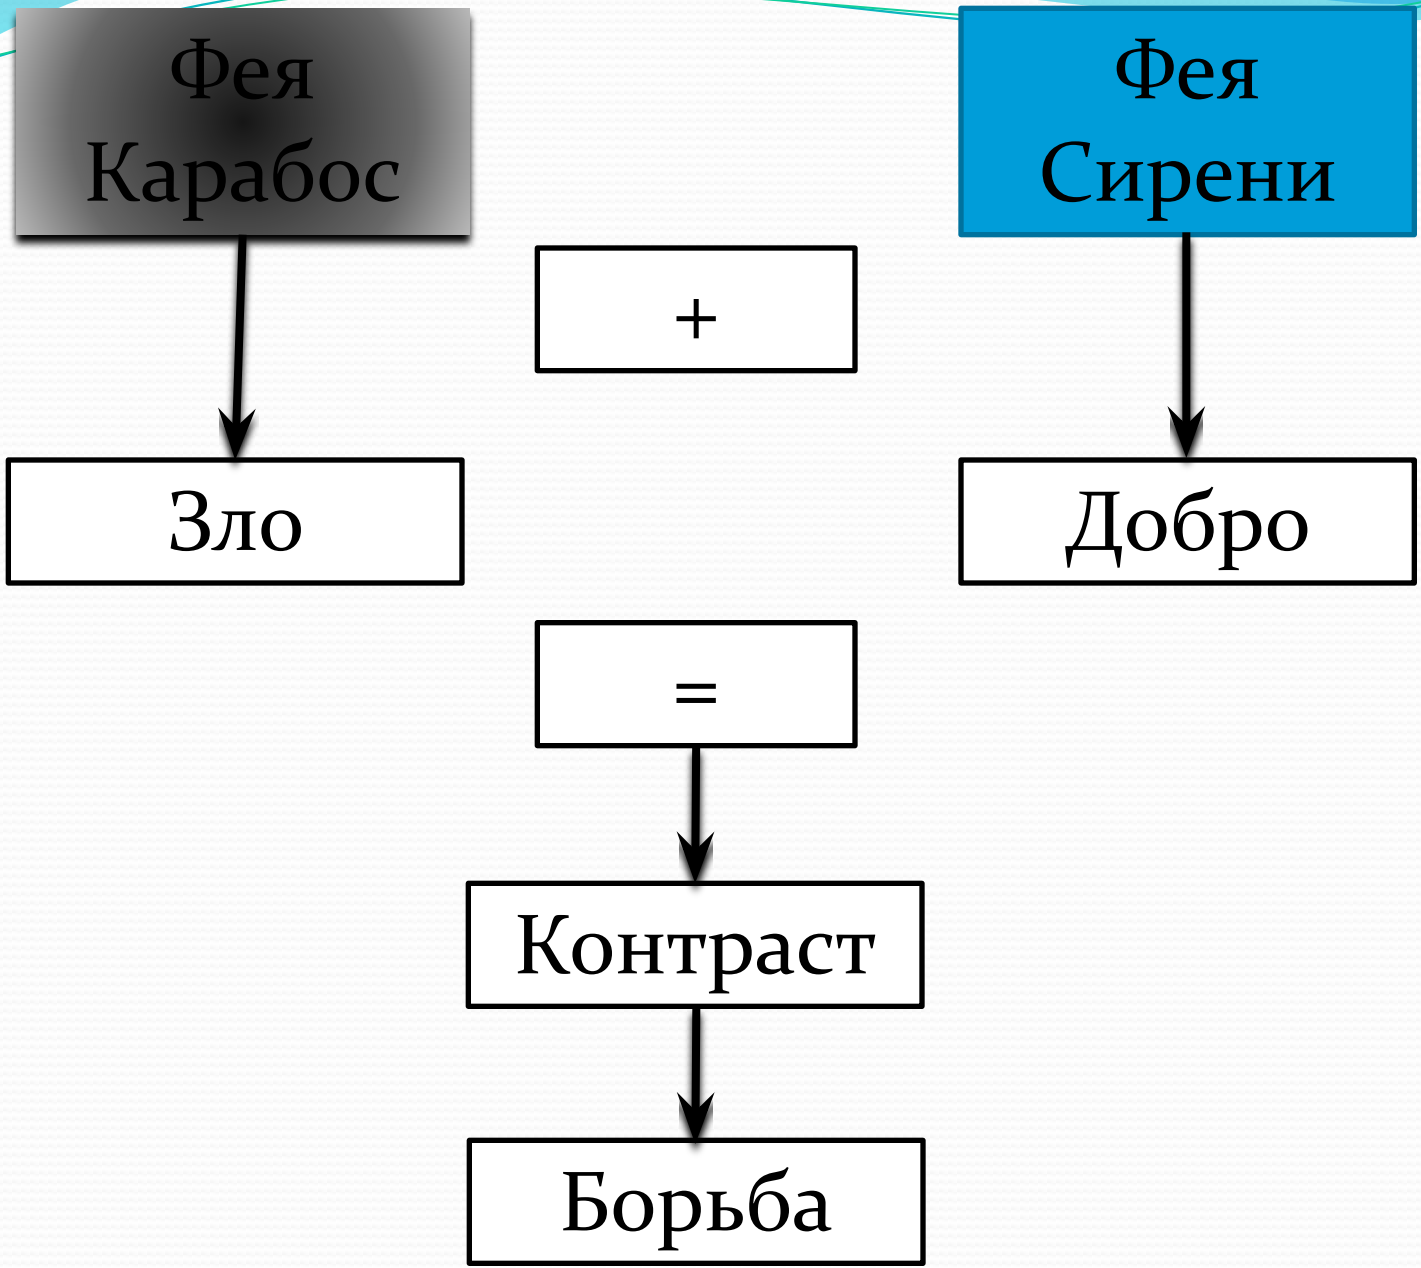 Фея
Карабос
Фея
Сирени
+
Зло
Добро
=
Контраст
Борьба